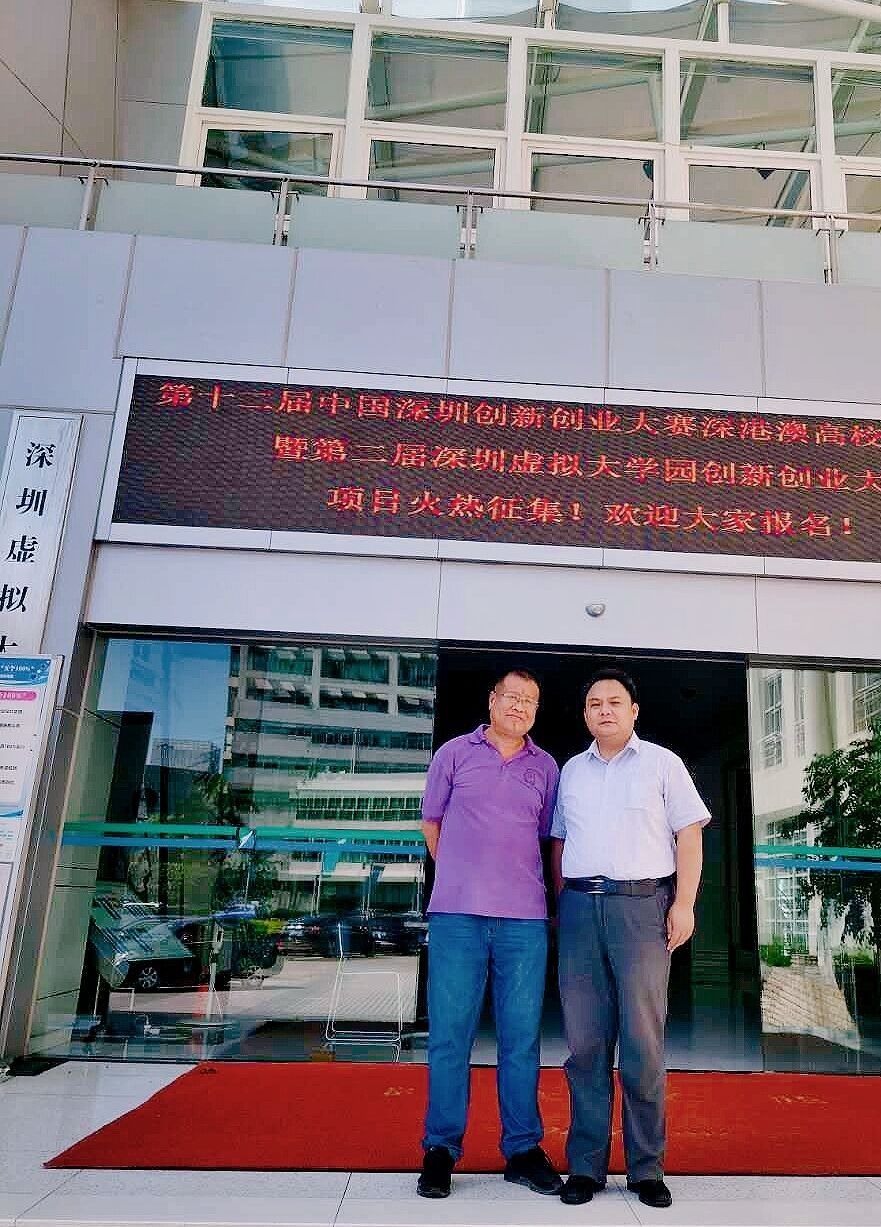 第十二届中国深圳创新创业大赛深港澳高校
暨第二届深圳虚拟大学园创新创业大
项目火热征集！欢迎大家报名！
深圳虚拟大